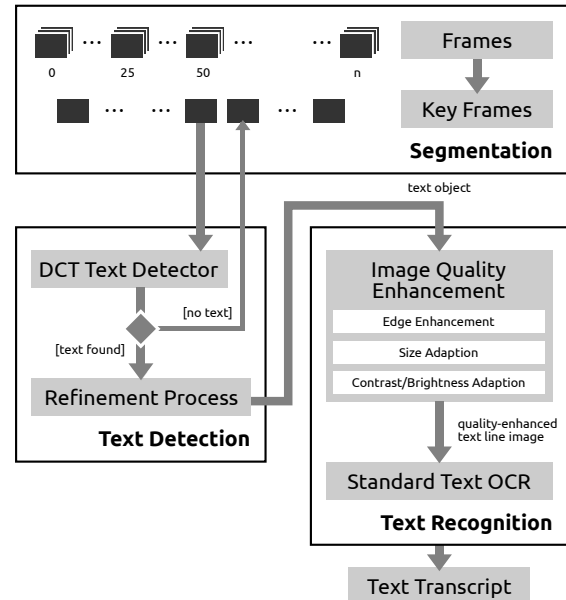 ... ... ... ... ...
Frames
0 25 50 n
... ... ...
Key Frames
Segmentation
text object
DCT Text Detector
[no text]
[text found]
Refinement Process
Text Detection
Image Quality
Enhancement
Edge Enhancement
Size Adaption
Contrast/Brightness Adaption
quality-enhanced
text line image
Standard Text OCR
Text Recognition
Text Transcript